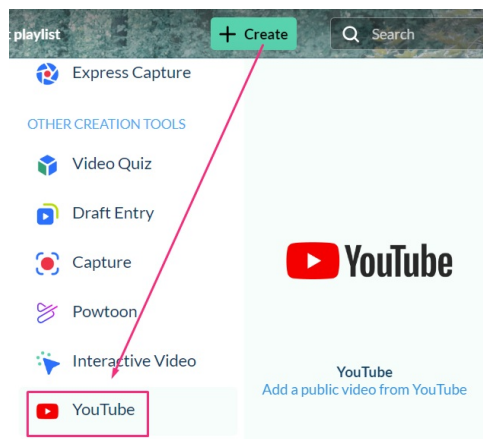 t playlist
+ Create
Search
Express Capture
OTHER CREATION TOOLS
Video Quiz
Draft Entry
Capture
Powtoon
Interactive Video
YouTube
YouTube
YouTube
Add a public video from YouTube